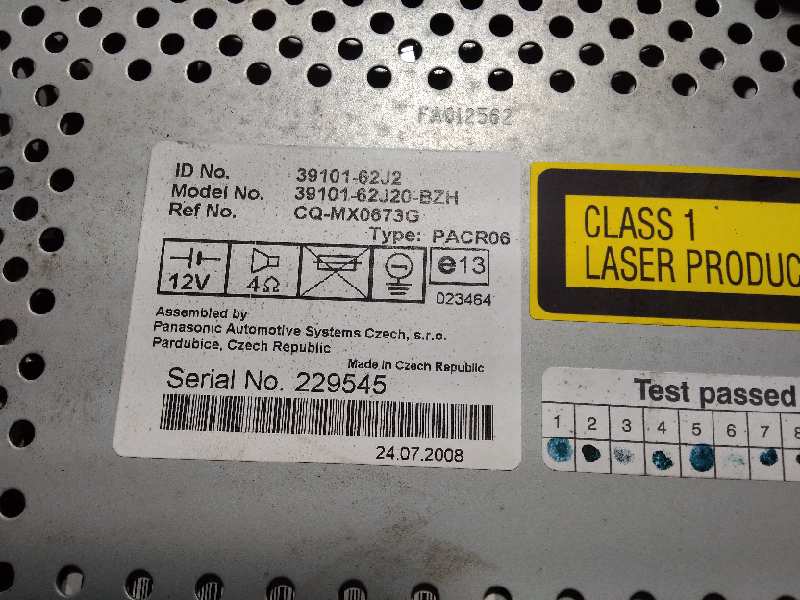 FA012562
ID No. 39101-62J2
Model No. 39101-62J20-BZH
Ref No. CQ-MX0673G
Type: PACR06
12V 4Ω e13
023464
Assembled by
Panasonic Automotive Systems Czech, s.r.o.
Pardubice, Czech Republic
Made in Czech Republic
Serial No. 229545
24.07.2008
CLASS 1
LASER PRODUC
Test passed
1 2 3 4 5 6 7 8